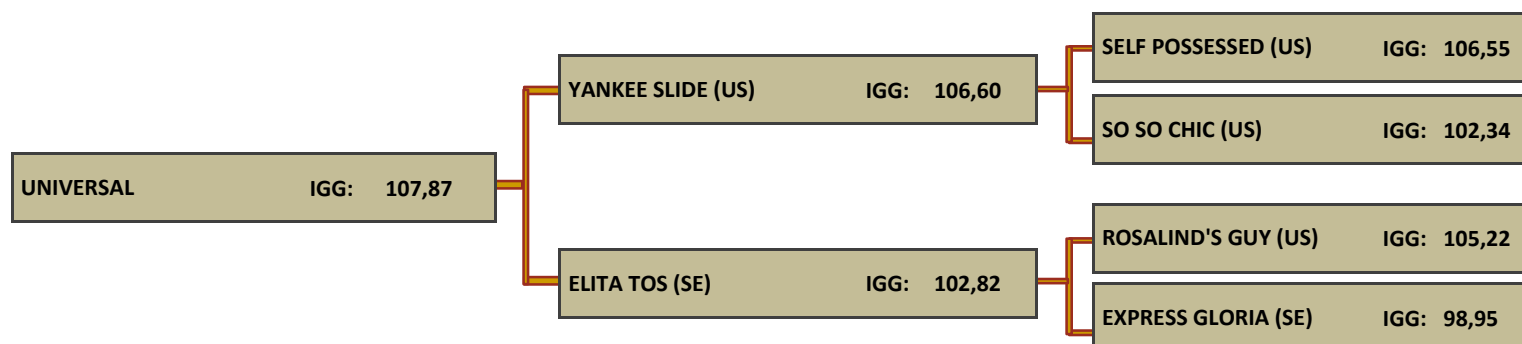 SELF POSSESSED (US) IGG: 106,55
YANKEE SLIDE (US) IGG: 106,60
SO SO CHIC (US) IGG: 102,34
UNIVERSAL IGG: 107,87
ROSALIND'S GUY (US) IGG: 105,22
ELITA TOS (SE) IGG: 102,82
EXPRESS GLORIA (SE) IGG: 98,95